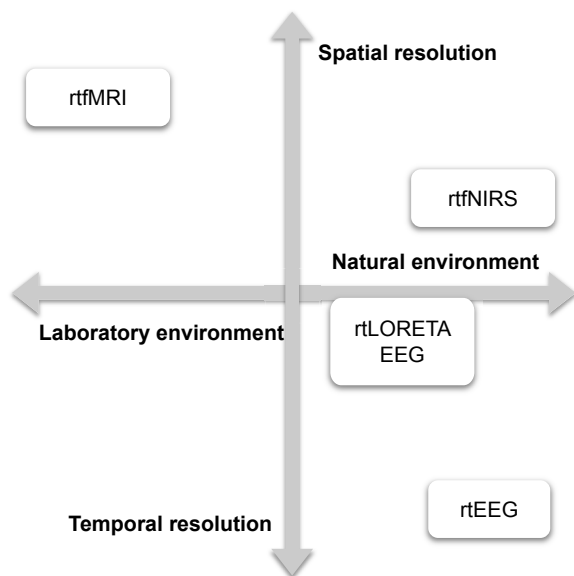 Spatial resolution
rtfMRI
rtfNIRS
Natural environment
Laboratory environment
rtLORETA
EEG
rtEEG
Temporal resolution